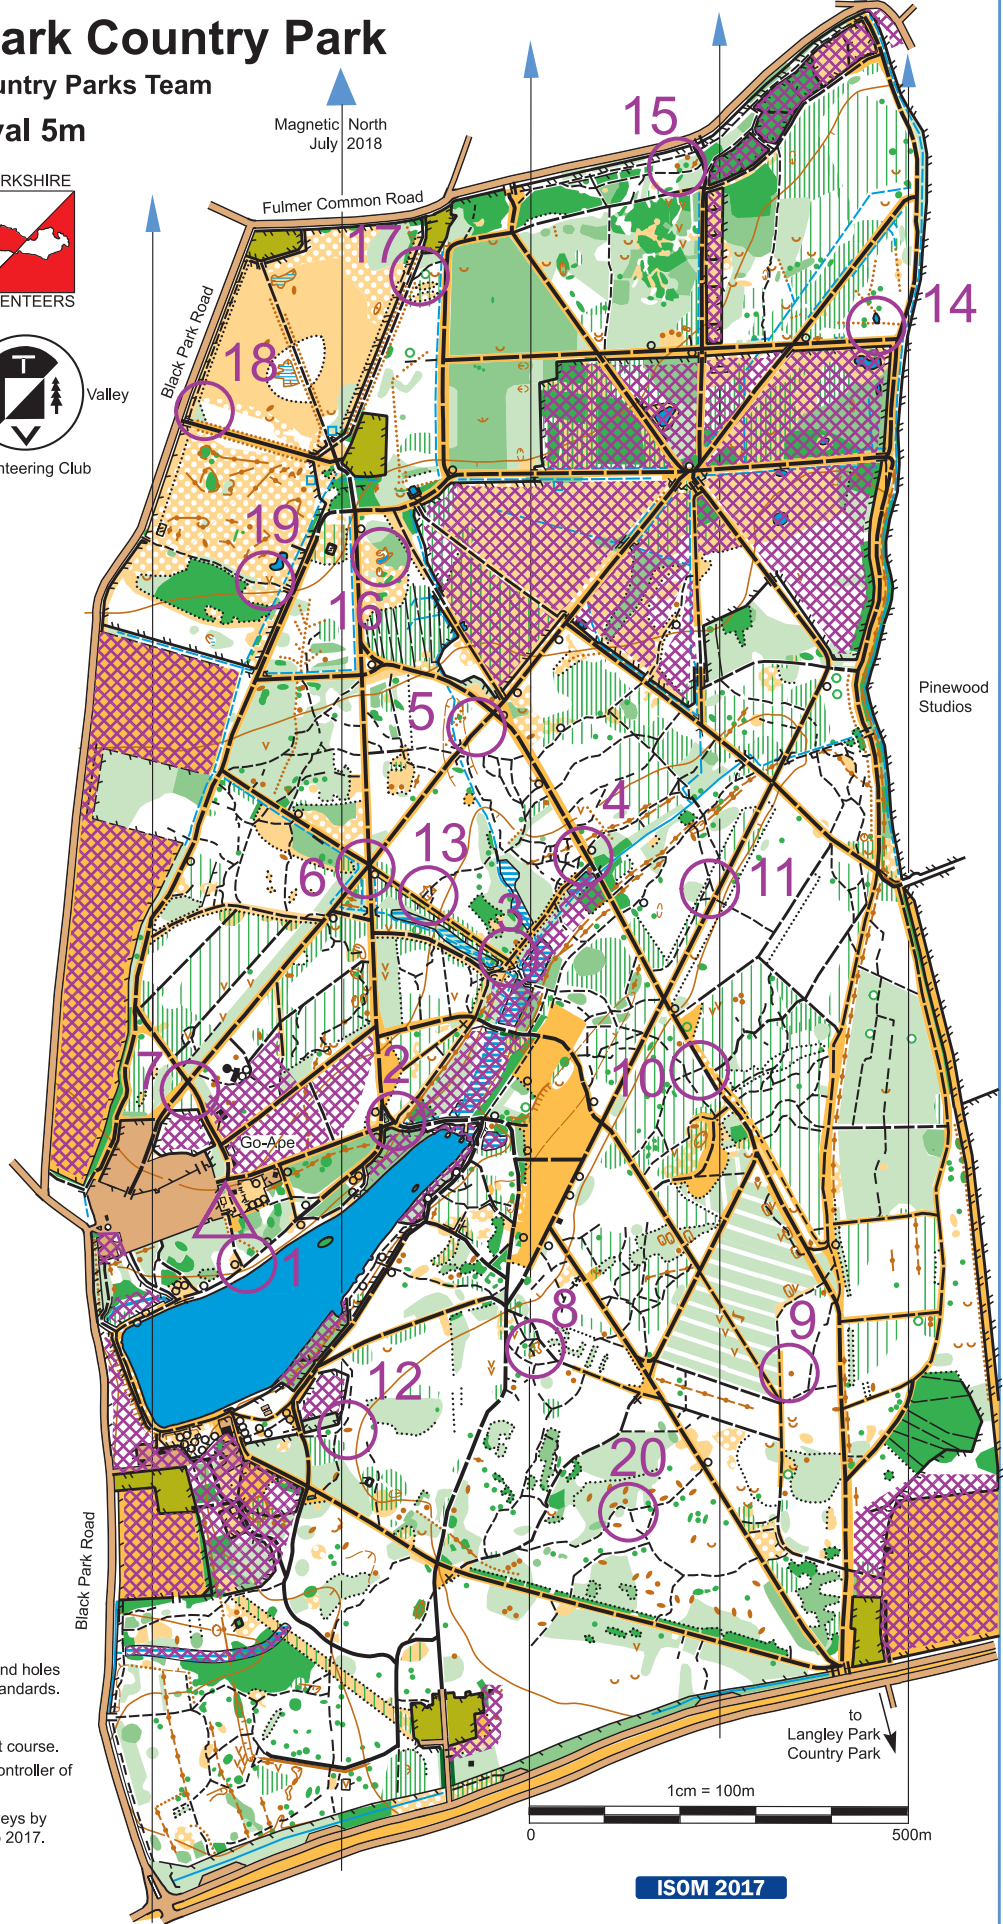 ark Country Park
untry Parks Team
val 5m
RKSHIRE
ENTEERS
T
V
Valley
nteering Club
Magnetic North
July 2018
Fulmer Common Road
Black Park Road
15
17
14
18
19
16
5
4
13
6
11
3
7
2
10
Go-Ape
1
8
9
12
20
Pinewood
Studios
Black Park Road
nd holes
andards.
t course.
ontroller of
eys by
2017.
to
Langley Park
Country Park
1cm = 100m
0
500m
ISOM 2017